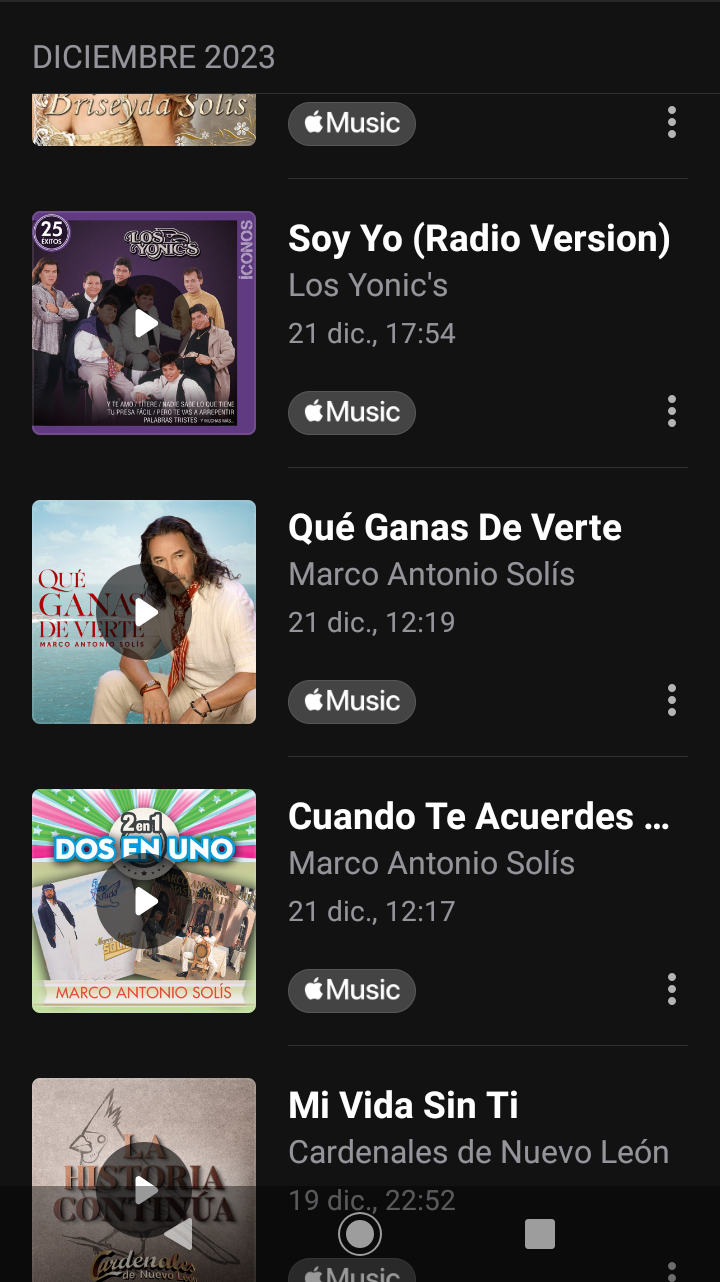 DICIEMBRE 2023
Briseyda Solis
Music
25
ÉXITOS
LOS YONIC'S
ÍCONOS
Y TE AMO / TÍTERE / NADIE SABE LO QUE TIENE
TU PRESA FÁCIL / PERO TE VAS A ARREPENTIR
PALABRAS TRISTES Y MUCHAS MÁS...
Soy Yo (Radio Version)
Los Yonic's
21 dic., 17:54
Music
QUÉ
GANAS
DE VERTE
MARCO ANTONIO SOLÍS
Qué Ganas De Verte
Marco Antonio Solís
21 dic., 12:19
Music
2 en 1
DOS EN UNO
Marco Antonio
SOLÍS
MARCO ANTONIO SOLÍS
Cuando Te Acuerdes ...
Marco Antonio Solís
21 dic., 12:17
Music
LA
HISTORIA
CONTINÚA
Cardenales
de Nuevo León
Mi Vida Sin Ti
Cardenales de Nuevo León
19 dic., 22:52
Music